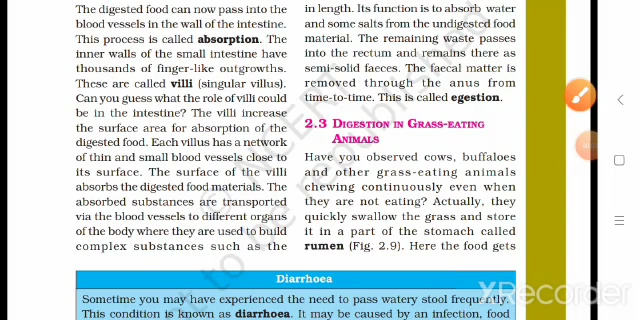 The digested food can now pass into
the blood vessels in the wall of the intestine.
This process is called absorption. The
inner walls of the small intestine have
thousands of finger-like outgrowths.
These are called villi (singular villus).
Can you guess what the role of villi could
be in the intestine? The villi increase
the surface area for absorption of the
digested food. Each villus has a network
of thin and small blood vessels close to
its surface. The surface of the villi
absorbs the digested food materials. The
absorbed substances are transported
via the blood vessels to different organs
of the body where they are used to build
complex substances such as the
in length. Its function is to absorb water
and some salts from the undigested food
material. The remaining waste passes
into the rectum and remains there as
semi-solid faeces. The faecal matter is
removed through the anus from
time-to-time. This is called egestion.
2.3 DIGESTION IN GRASS-EATING
ANIMALS
Have you observed cows, buffaloes
and other grass-eating animals
chewing continuously even when
they are not eating? Actually, they
quickly swallow the grass and store
it in a part of the stomach called
rumen (Fig. 2.9). Here the food gets
Diarrhoea
Sometime you may have experienced the need to pass watery stool frequently.
This condition is known as diarrhoea. It may be caused by an infection, food
© NCERT
not to be republished
XRecorder